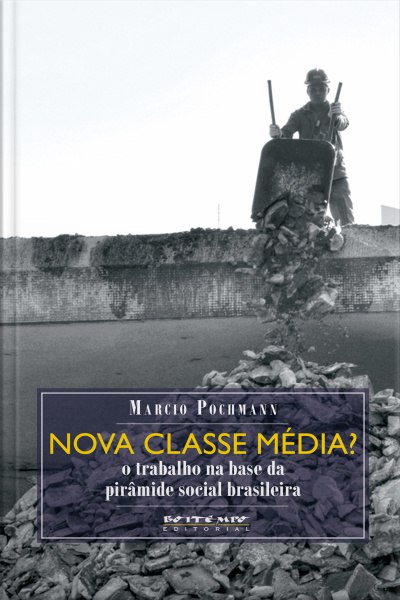 MARCIO POCHMANN
NOVA CLASSE MÉDIA?
o trabalho na base da
pirâmide social brasileira
BOITEMPO
EDITORIAL